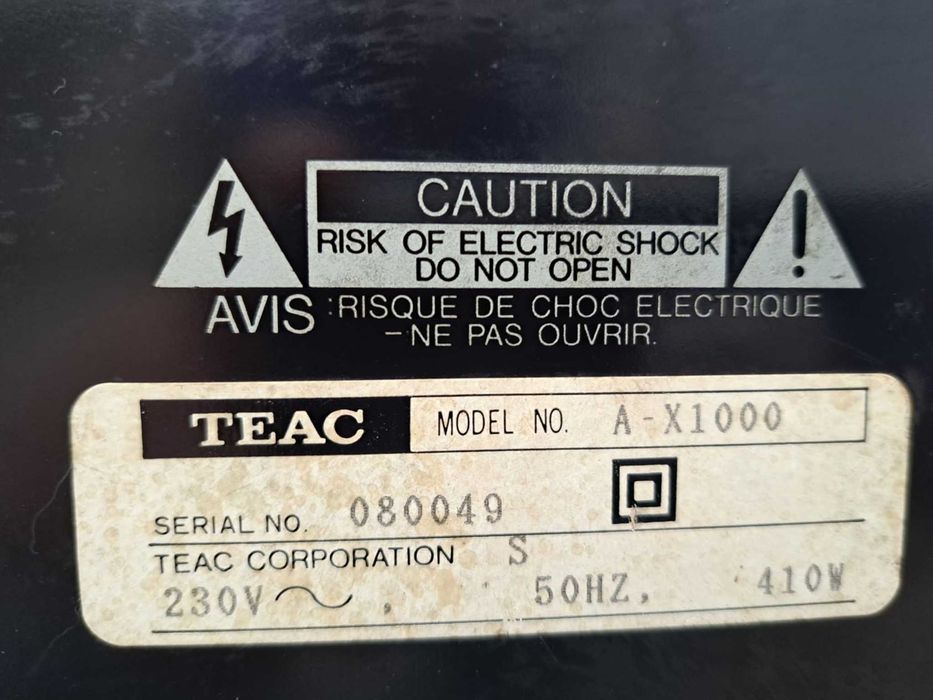 CAUTION
RISK OF ELECTRIC SHOCK
DO NOT OPEN
AVIS :RISQUE DE CHOC ELECTRIQUE
–NE PAS OUVRIR.
TEAC MODEL NO. A-X1000
SERIAL NO. 080049
TEAC CORPORATION S
230V~, 50HZ, 410W